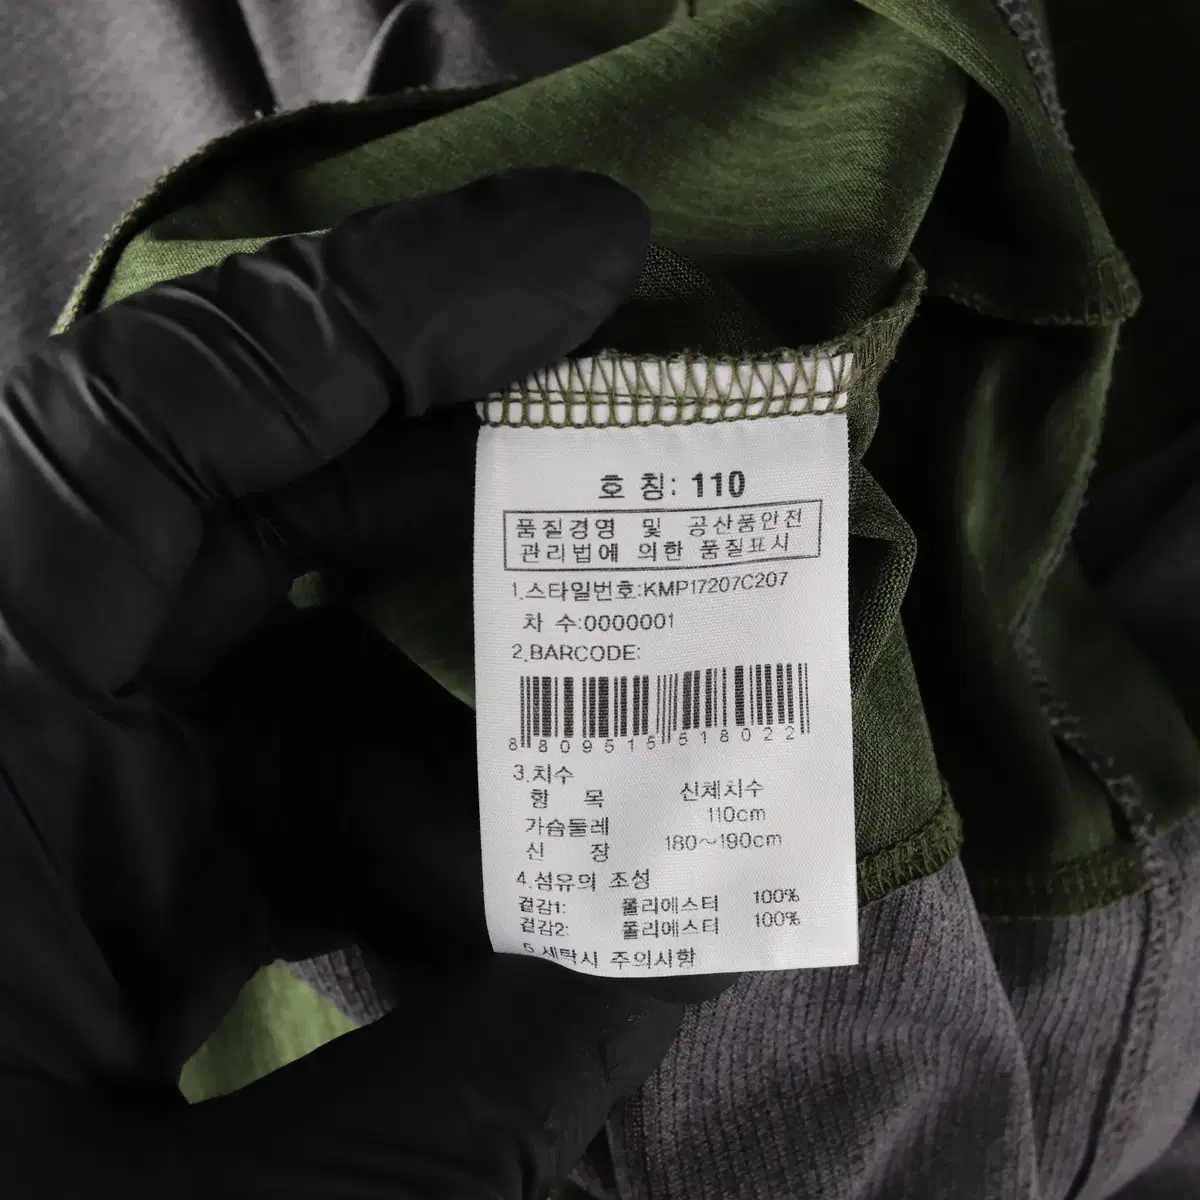 호 칭: 110
품질경영 및 공산품안전
관리법에 의한 품질표시
1.스타일번호:KMP17207C207
차 수:0000001
2.BARCODE:
8 809515 518022
3.치수
항 목 신체치수
가슴둘레 110cm
신 장 180~190cm
4.섬유의 조성
겉감1: 폴리에스터 100%
겉감2: 폴리에스터 100%
5.세탁시 주의사항